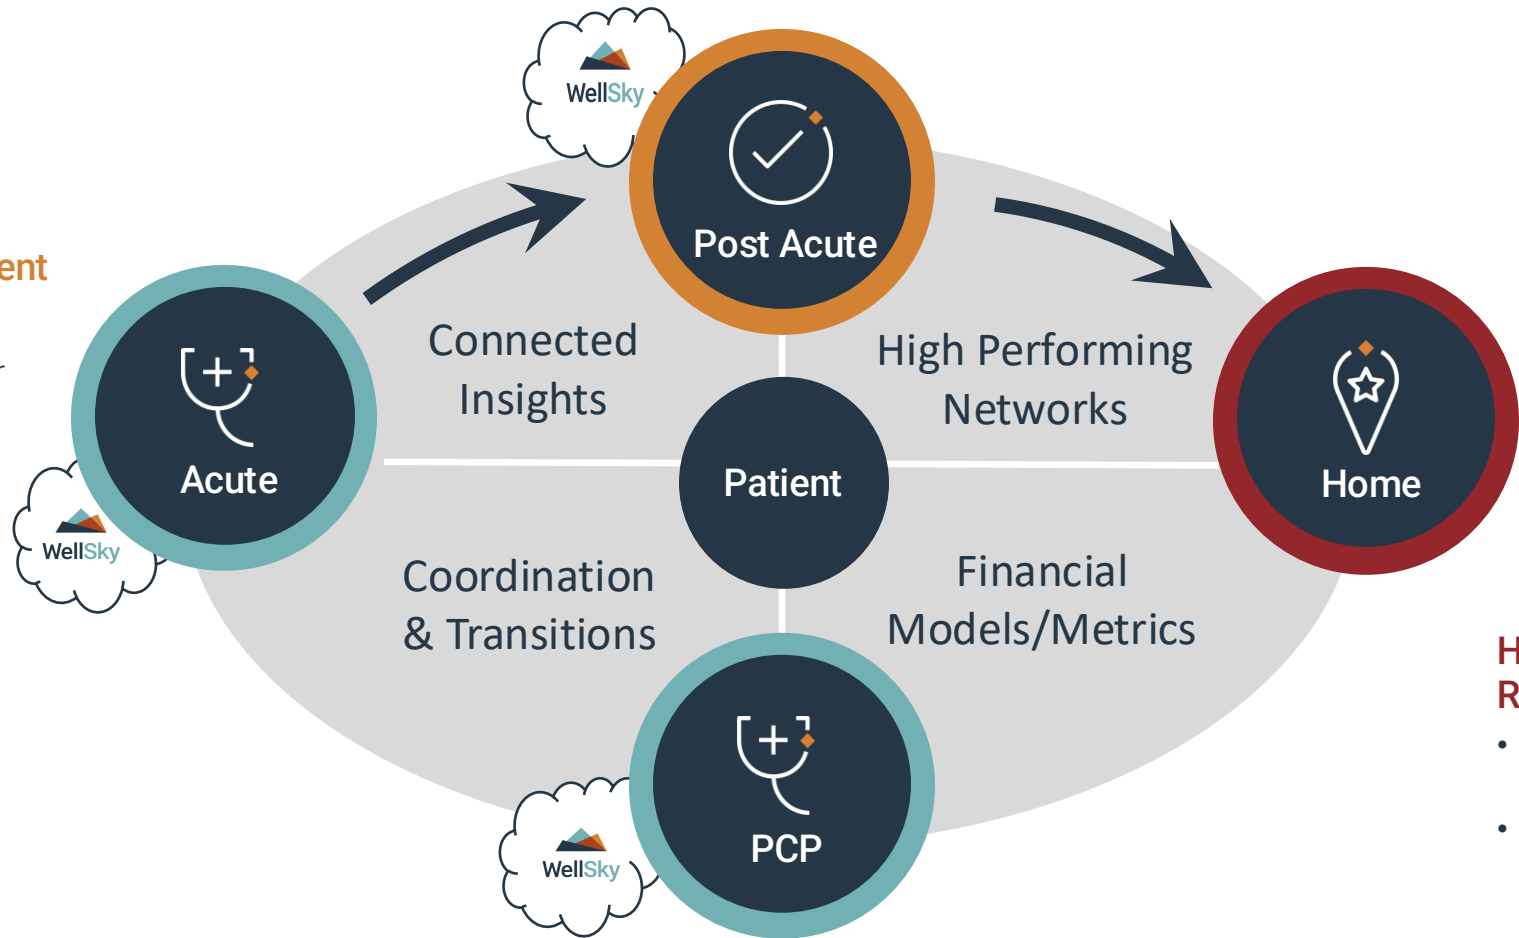 WellSky
Post Acute
ent
Connected
Insights
High Performing
Networks
Acute
Patient
Home
WellSky
Coordination
& Transitions
Financial
Models/Metrics
H
R
•
•
PCP
WellSky